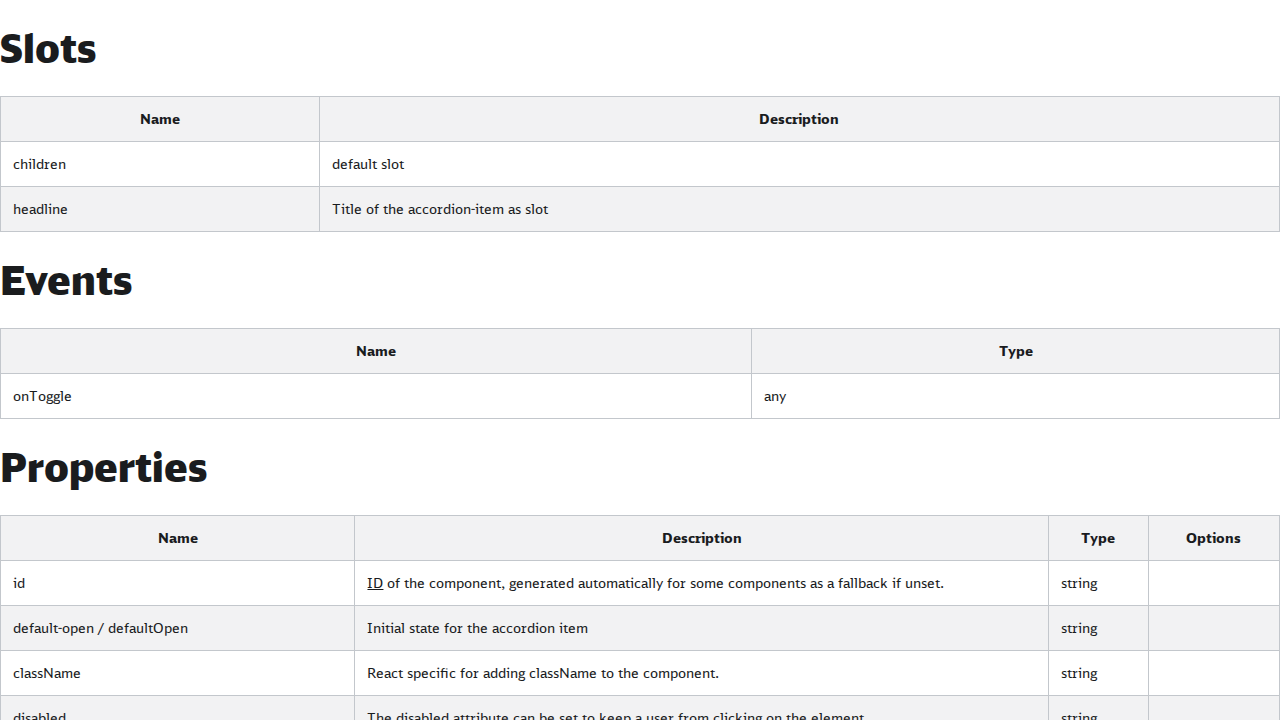 Slots
Name Description
children default slot
headline Title of the accordion-item as slot
Events
Name Type
onToggle any
Properties
Name Description Type Options
id ID of the component, generated automatically for some components as a fallback if unset. string
default-open / defaultOpen Initial state for the accordion item string
className React specific for adding className to the component. string
disabled The disabled attribute can be set to keep a user from clicking on the element. string